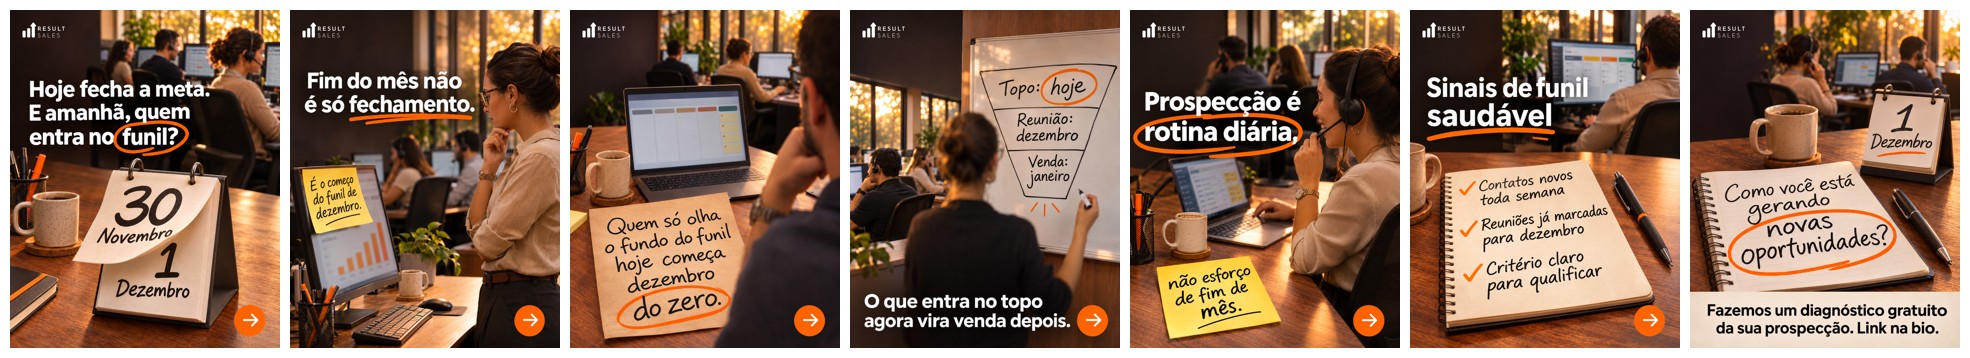 RESULT
SALES
Hoje fecha a meta.
E amanhã, quem
entra no funil?
30
Novembro
1
Dezembro
RESULT
SALES
Fim do mês não
é só fechamento.
É o começo
do funil de
dezembro.
RESULT
SALES
Quem só olha
o fundo do funil
hoje começa
dezembro
do zero.
RESULT
SALES
Topo: hoje
Reunião:
dezembro
Venda:
janeiro
O que entra no topo
agora vira venda depois.
RESULT
SALES
Prospecção é
rotina diária,
não esforço
de fim de
mês.
RESULT
SALES
Sinais de funil
saudável
Contatos novos
toda semana
Reuniões já marcadas
para dezembro
Critério claro
para qualificar
RESULT
SALES
1
Dezembro
Como você está
gerando
novas
oportunidades?
Fazemos um diagnóstico gratuito
da sua prospecção. Link na bio.